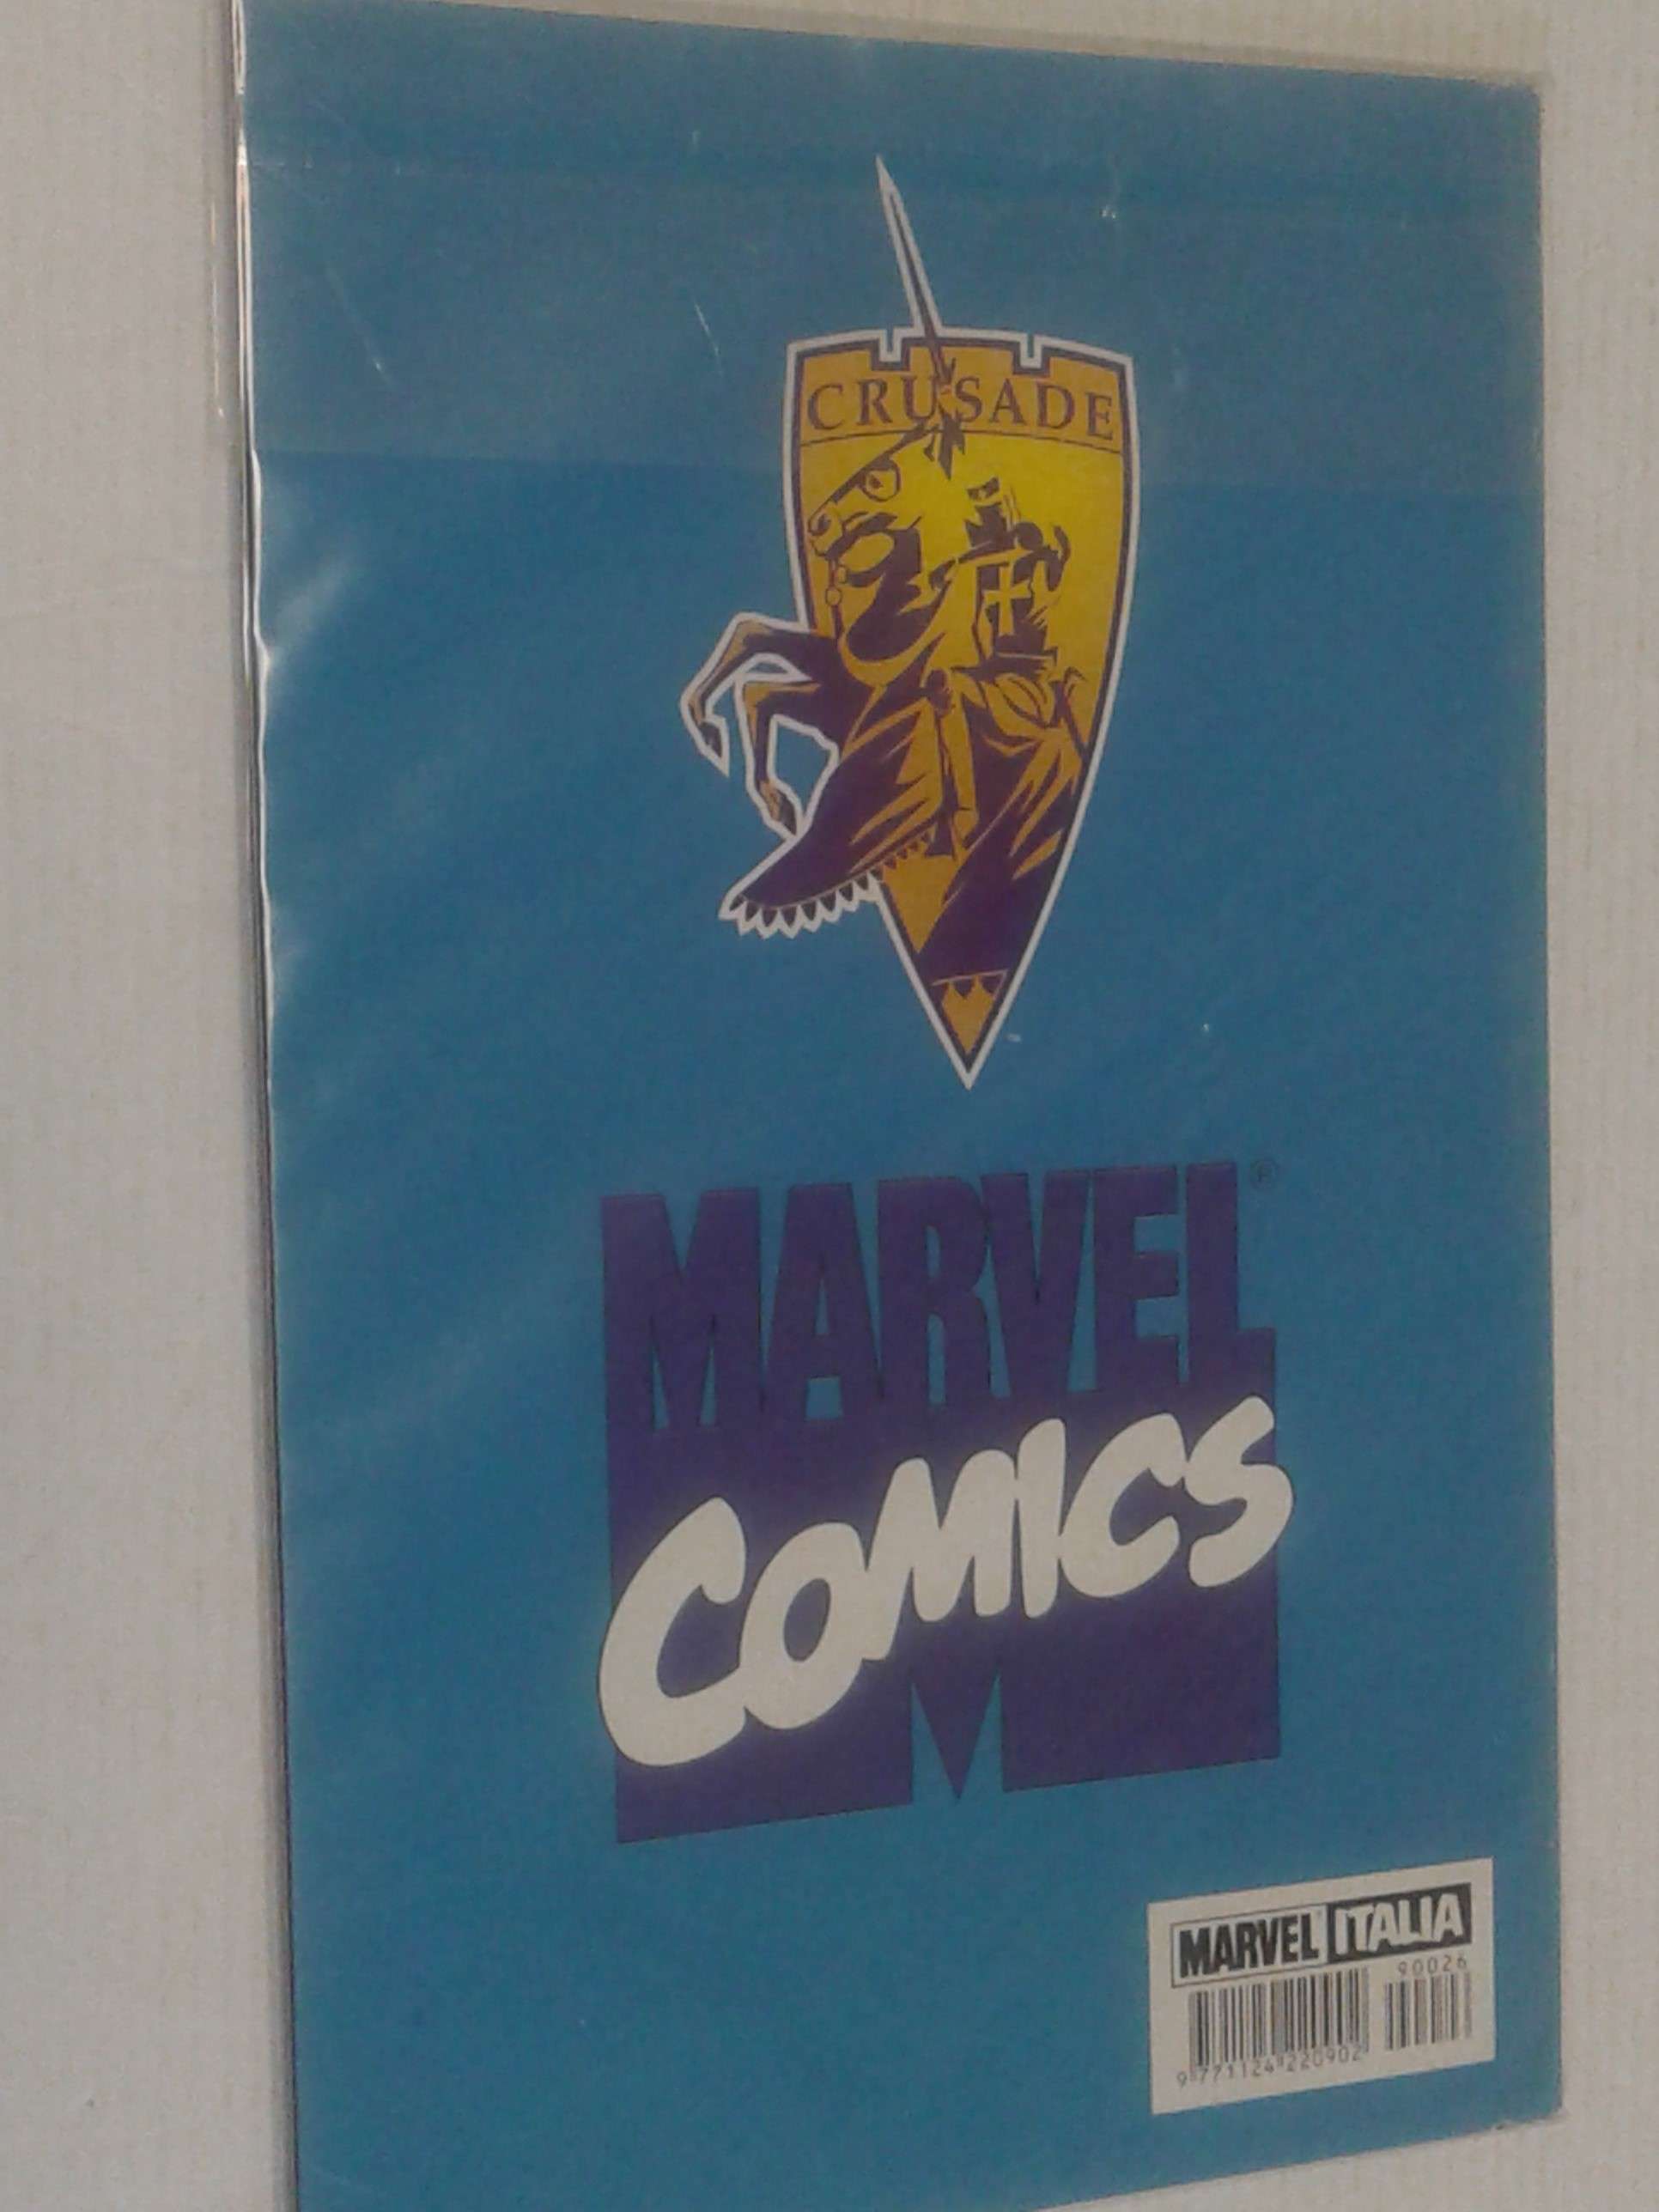 CRUSADE
MARVEL®
COMICS
MARVEL ITALIA
90026
9 771124 220902